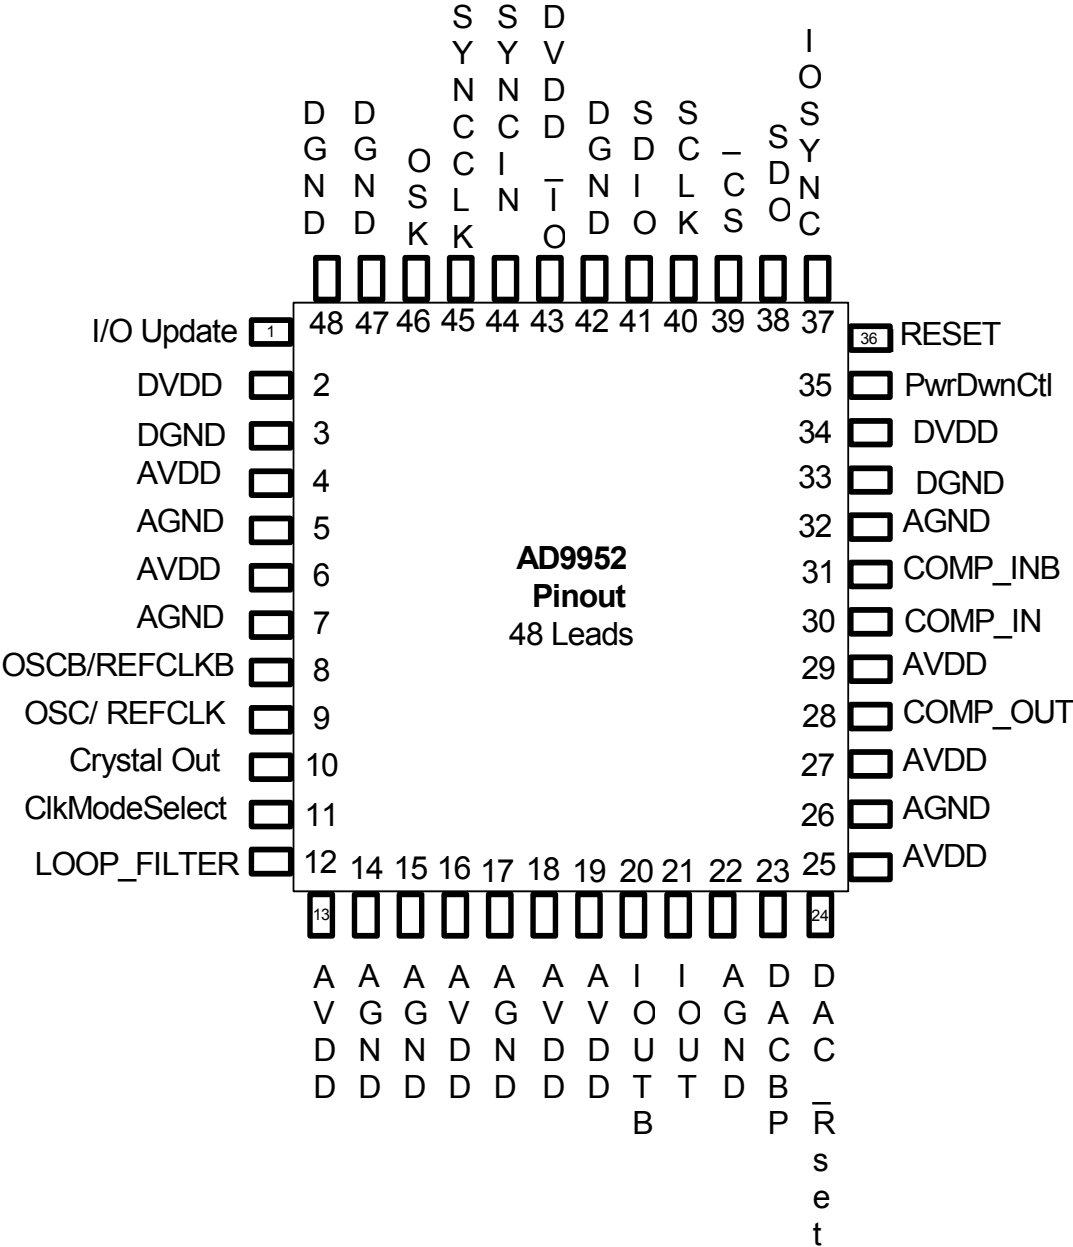 DGND
DGND
OSK
SYNCCLK
SYNCIN
DVDD_IO
DGND
SDIO
SCLK
_CS
SDO
IOSYNC
48 47 46 45 44 43 42 41 40 39 38 37
I/O Update 1
DVDD 2
DGND 3
AVDD 4
AGND 5
AVDD 6
AGND 7
OSCB/REFCLKB 8
OSC/ REFCLK 9
Crystal Out 10
ClkModeSelect 11
LOOP_FILTER 12
AD9952
Pinout
48 Leads
36 RESET
35 PwrDwnCtl
34 DVDD
33 DGND
32 AGND
31 COMP_INB
30 COMP_IN
29 AVDD
28 COMP_OUT
27 AVDD
26 AGND
25 AVDD
13 14 15 16 17 18 19 20 21 22 23 24
AVDD
AGND
AGND
AVDD
AGND
AVDD
AVDD
IOUTB
IOUT
AGND
DACBP
DAC_Rset